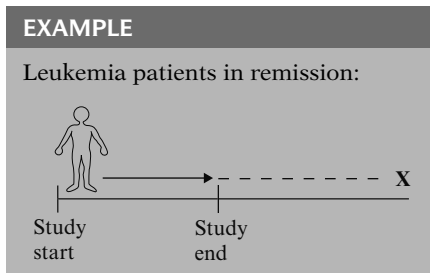 EXAMPLE
Leukemia patients in remission:
X
Study start
Study end